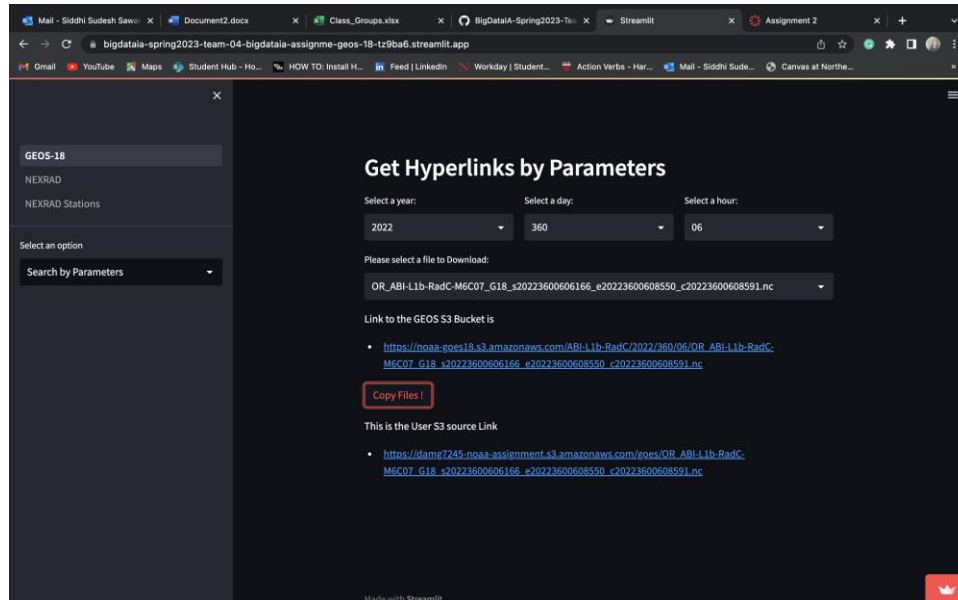 Mail - Siddhi Sudesh Sawa
Document2.docx
Class_Groups.xlsx
BigDataIA-Spring2023-Tea
Streamlit
Assignment 2
bigdataia-spring2023-team-04-bigdataia-assignme-geos-18-tz9ba6.streamlit.app
Gmail
YouTube
Maps
Student Hub - Ho...
HOW TO: Install H...
Feed | LinkedIn
Workday | Student...
Action Verbs - Har...
Mail - Siddhi Sude...
Canvas at Northe...
GEOS-18
NEXRAD
NEXRAD Stations
Select an option
Search by Parameters
Get Hyperlinks by Parameters
Select a year:
Select a day:
Select a hour:
2022
360
06
Please select a file to Download:
OR_ABI-L1b-RadC-M6C07_G18_s20223600606166_e20223600608550_c20223600608591.nc
Link to the GEOS S3 Bucket is
https://noaa-goes18.s3.amazonaws.com/ABI-L1b-RadC/2022/360/06/OR_ABI-L1b-RadC-
M6C07_G18_s20223600606166_e20223600608550_c20223600608591.nc
Copy Files !
This is the User S3 source Link
https://damg7245-noaa-assignment.s3.amazonaws.com/goes/OR_ABI-L1b-RadC-
M6C07_G18_s20223600606166_e20223600608550_c20223600608591.nc
Made with Streamlit